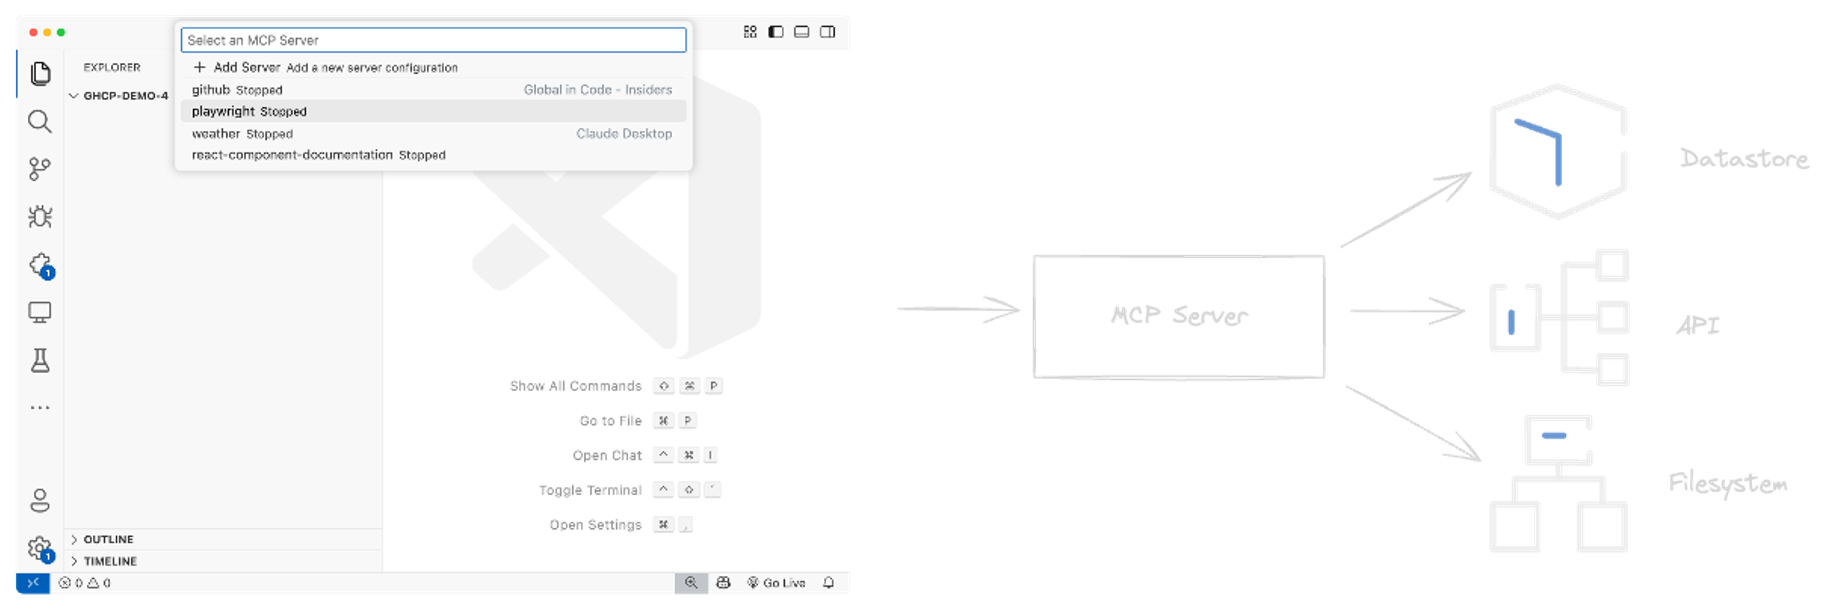 Select an MCP Server
EXPLORER
+ Add Server Add a new server configuration
GHCP-DEMO-4
github Stopped Global in Code - Insiders
playwright Stopped
weather Stopped Claude Desktop
react-component-documentation Stopped
Show All Commands ⇧ ⌘ P
Go to File ⌘ P
Open Chat ^ ⌘ I
Toggle Terminal ^ ⇧ `
Open Settings ⌘ ,
1
OUTLINE
1
TIMELINE
0 0
Go Live
MCP Server
Datastore
API
Filesystem